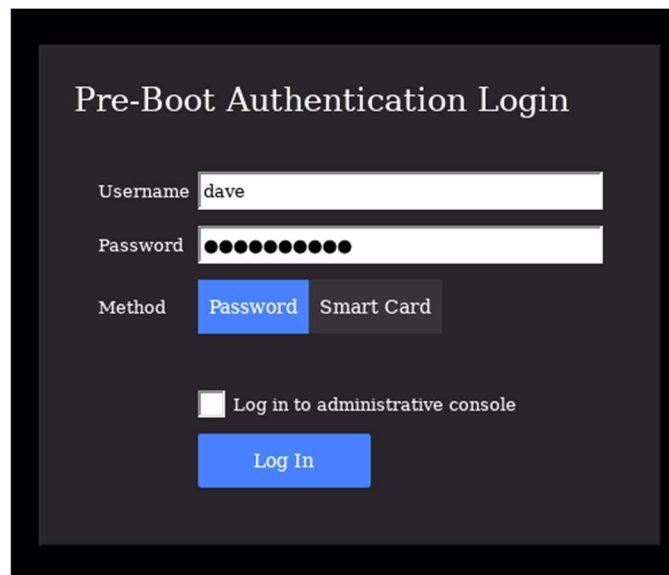 Pre-Boot Authentication Login
Username dave
Password ●●●●●●●●●●
Method Password Smart Card
Log in to administrative console
Log In